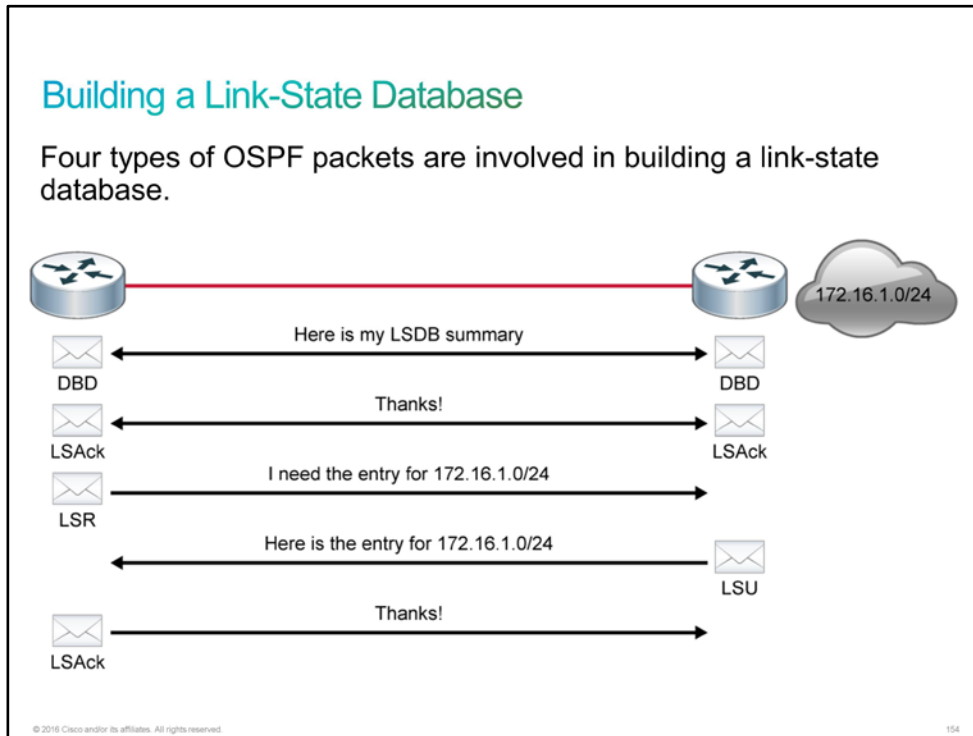 Building a Link-State Database
Four types of OSPF packets are involved in building a link-state
database.
172.16.1.0/24
Here is my LSDB summary
DBD
DBD
Thanks!
LSAck
LSAck
I need the entry for 172.16.1.0/24
LSR
Here is the entry for 172.16.1.0/24
LSU
Thanks!
LSAck
© 2016 Cisco and/or its affiliates. All rights reserved.
154